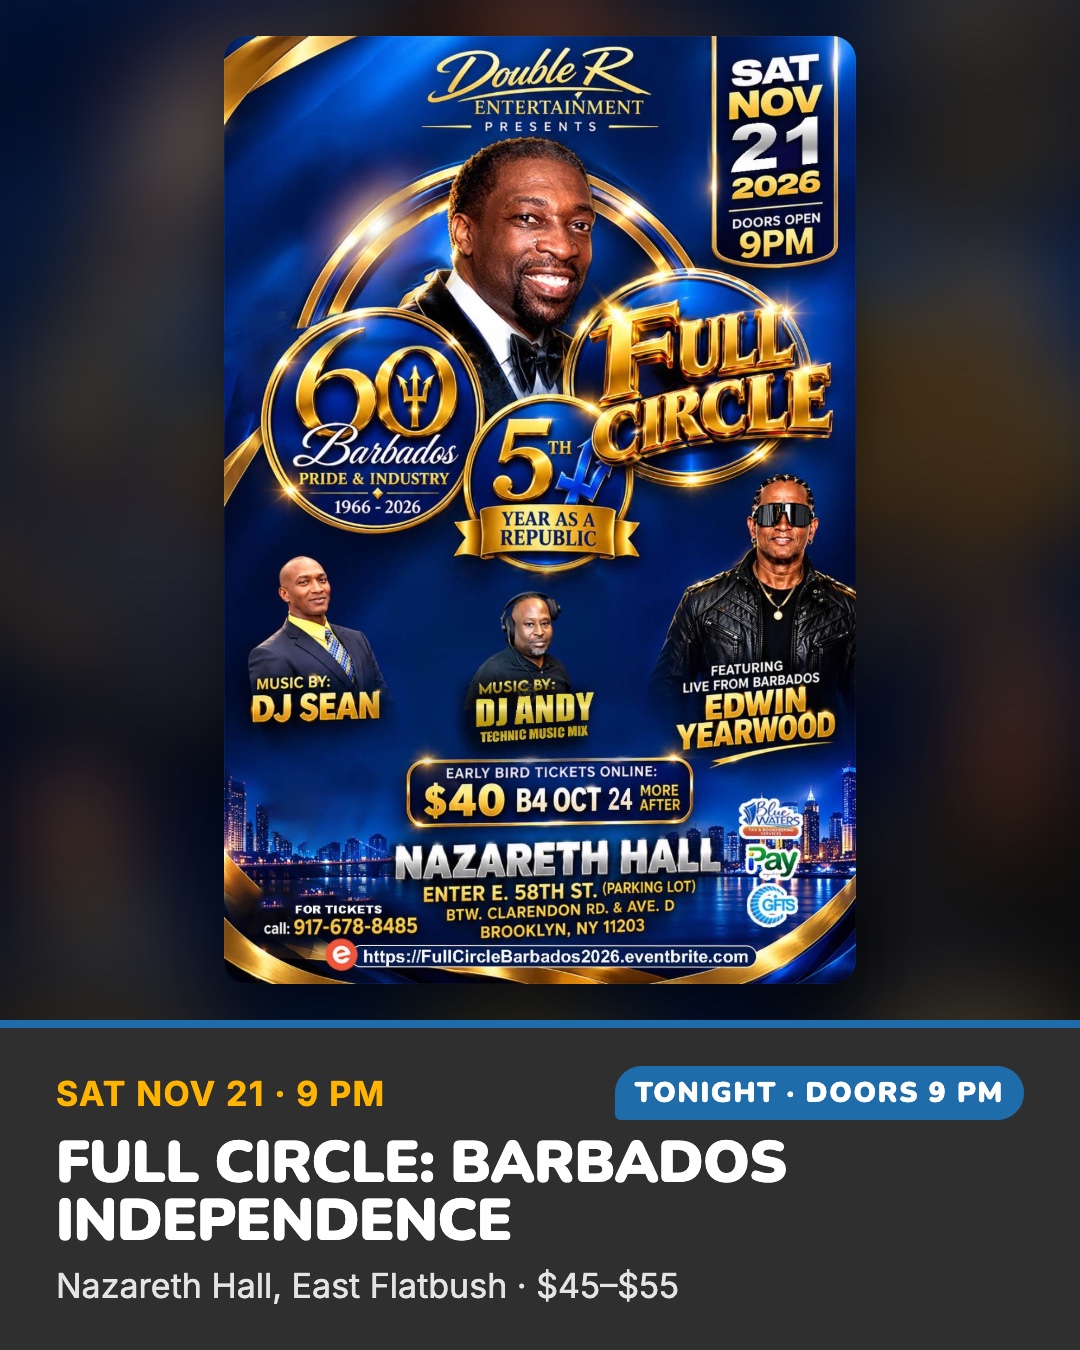 Double R
ENTERTAINMENT
PRESENTS
SAT
NOV
21
2026
DOORS OPEN
9PM
FULL
CIRCLE
60
Barbados
PRIDE & INDUSTRY
1966 - 2026
5TH
YEAR AS A
REPUBLIC
MUSIC BY:
DJ SEAN
MUSIC BY:
DJ ANDY
TECHNIC MUSIC MIX
FEATURING
LIVE FROM BARBADOS
EDWIN
YEARWOOD
EARLY BIRD TICKETS ONLINE:
$40 B4 OCT 24 MORE AFTER
NAZARETH HALL
ENTER E. 58TH ST. (PARKING LOT)
BTW. CLARENDON RD. & AVE. D
BROOKLYN, NY 11203
Blue
WATERS
TAX & BOOKKEEPING
SERVICES
Pay
GFTS
FOR TICKETS
call: 917-678-8485
e https://FullCircleBarbados2026.eventbrite.com
SAT NOV 21 · 9 PM
TONIGHT · DOORS 9 PM
FULL CIRCLE: BARBADOS
INDEPENDENCE
Nazareth Hall, East Flatbush · $45–$55